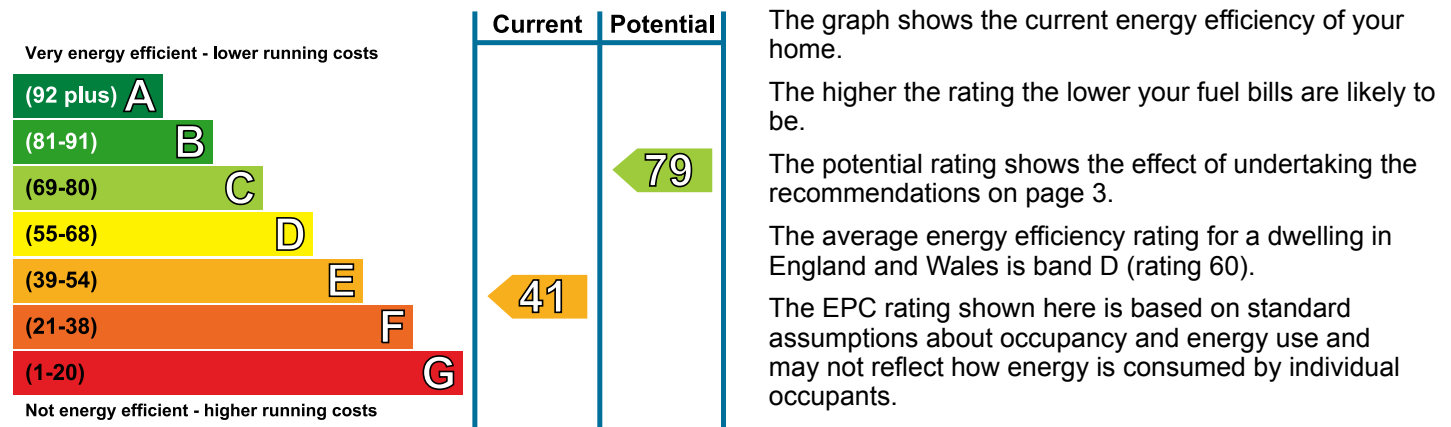 Current Potential
Very energy efficient - lower running costs
(92 plus) A
(81-91) B
(69-80) C
79
(55-68) D
(39-54) E
41
(21-38) F
(1-20) G
Not energy efficient - higher running costs
The graph shows the current energy efficiency of your
home.
The higher the rating the lower your fuel bills are likely to
be.
The potential rating shows the effect of undertaking the
recommendations on page 3.
The average energy efficiency rating for a dwelling in
England and Wales is band D (rating 60).
The EPC rating shown here is based on standard
assumptions about occupancy and energy use and
may not reflect how energy is consumed by individual
occupants.